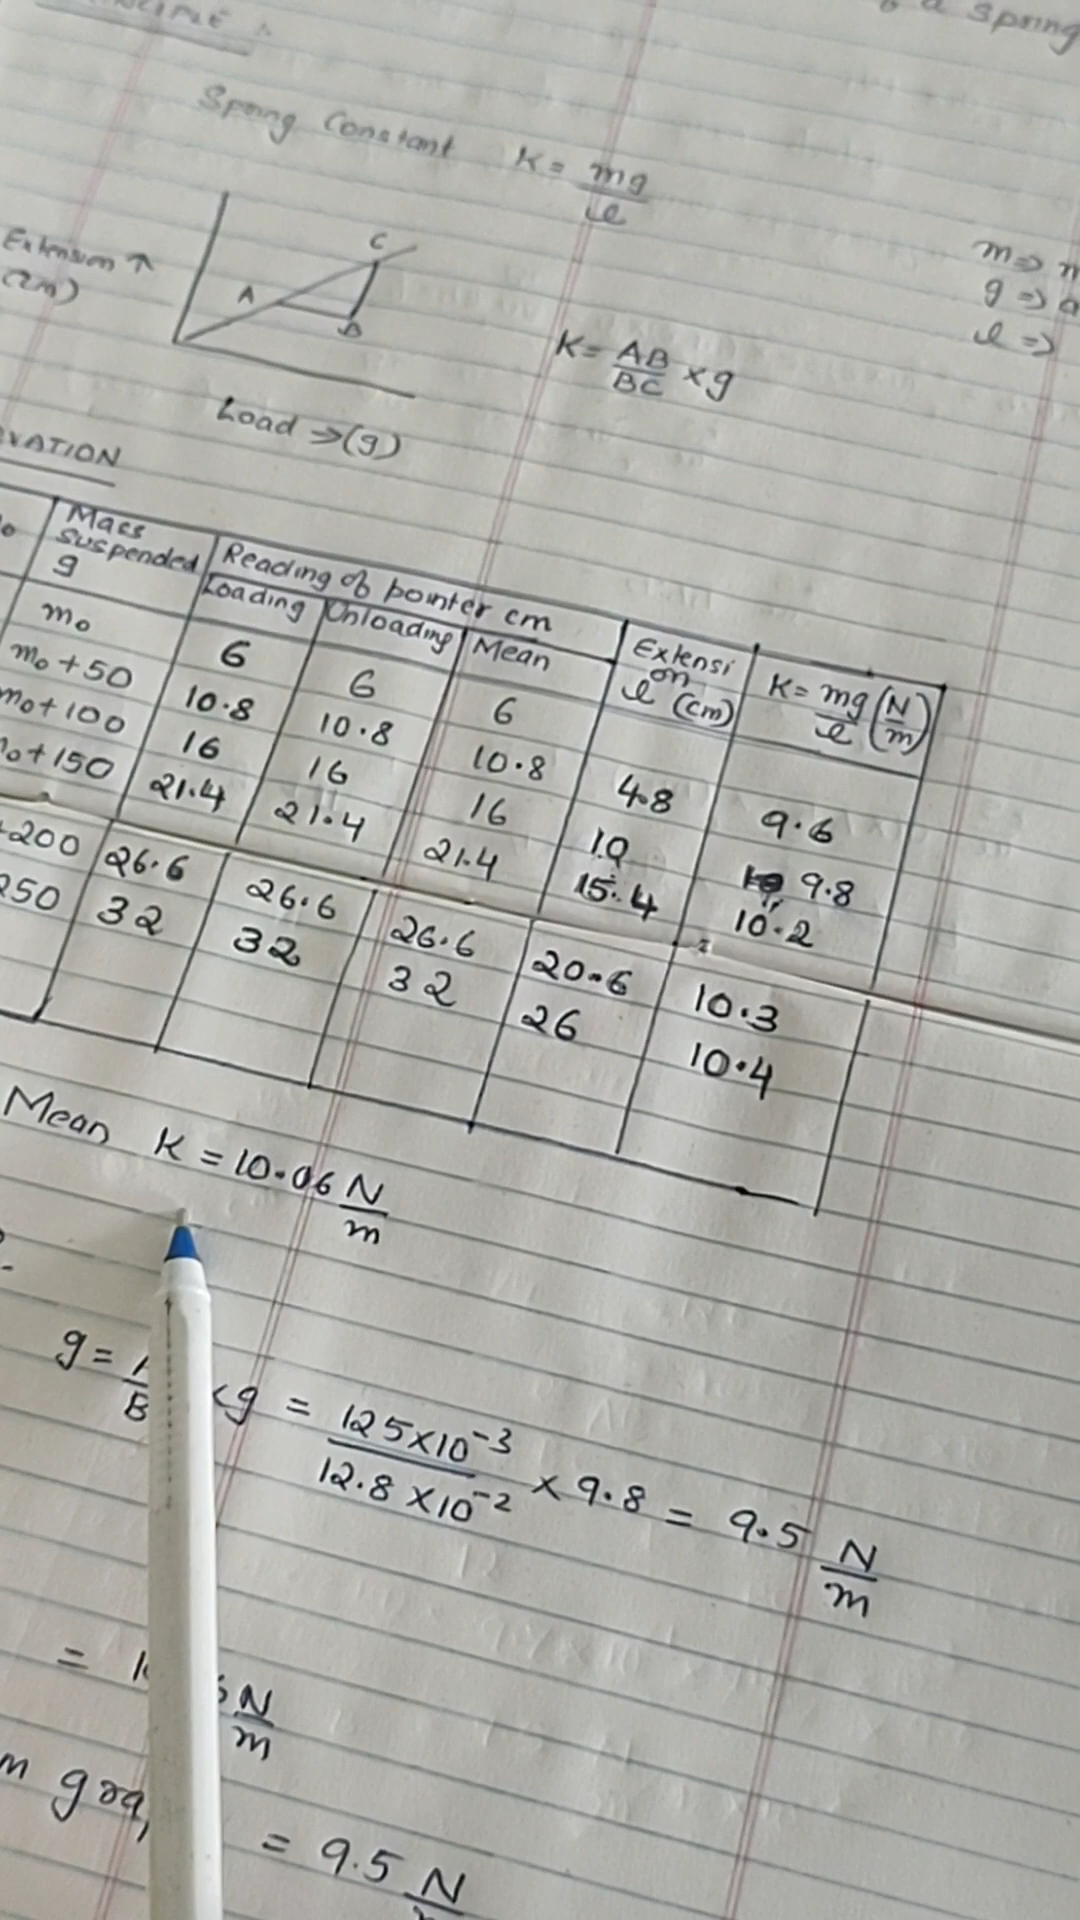 a Spring
Spring Constant K = mg/l
Extension ↑
C
A
B
Load → (g)
K = AB/BC × g
m ⇒
g ⇒
l ⇒
VATION
Mass suspended g
Reading of pointer cm
Loading Unloading Mean
Extension l (cm)
K = mg/l (N/m)
m₀ 6 6 6
m₀ + 50 10.8 10.8 10.8 4.8 9.6
m₀ + 100 16 16 16 10 9.8
+ 150 21.4 21.4 21.4 15.4 10.2
200 26.6 26.6 26.6 20.6 10.3
250 32 32 32 26 10.4
Mean K = 10.06 N/m
g = × g = 125×10⁻³/12.8×10⁻² × 9.8 = 9.5 N/m
= N/m
= 9.5 N